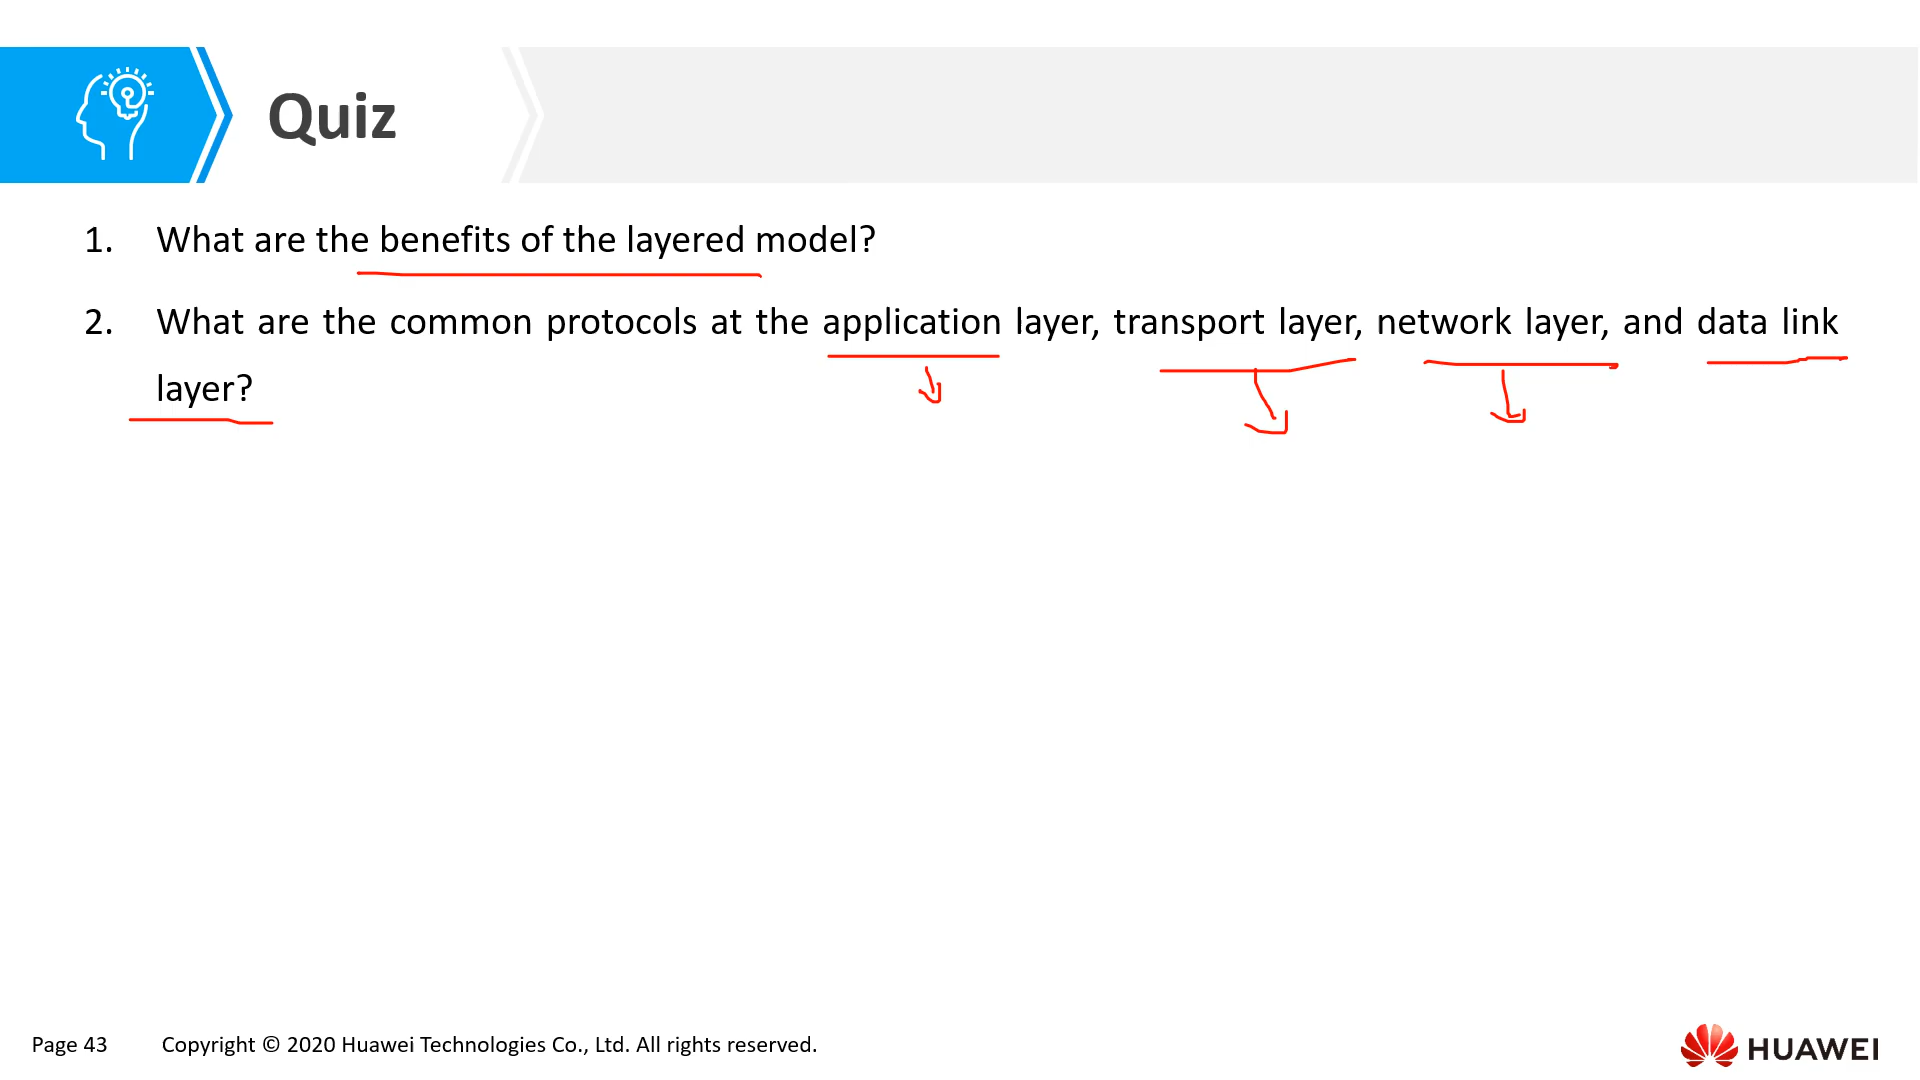 Quiz
1. What are the benefits of the layered model?
2. What are the common protocols at the application layer, transport layer, network layer, and data link
layer?
Page 43 Copyright © 2020 Huawei Technologies Co., Ltd. All rights reserved.
HUAWEI